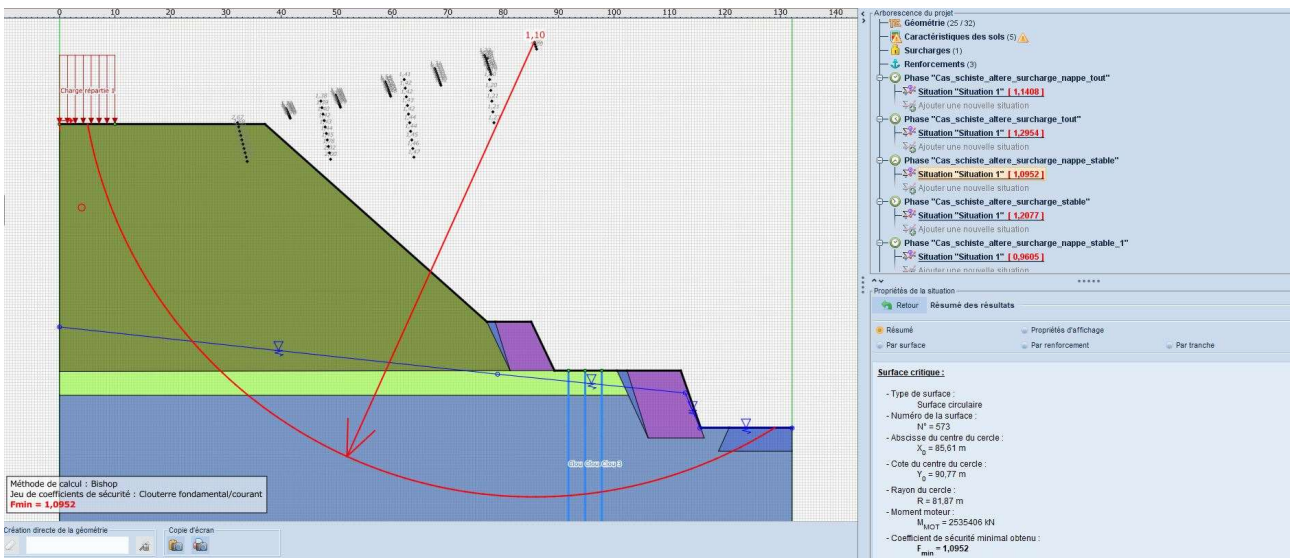 0 10 20 30 40 50 60 70 80 90 100 110 120 130 140
1,10
Charge répartie 1
Clou Clou Clou 3
Méthode de calcul : Bishop
Jeu de coefficients de sécurité : Clouterre fondamental/courant
Fmin = 1,0952
Création directe de la géométrie
Copie d'écran
Arborescence du projet
Géométrie (25 / 32)
Caractéristiques des sols (5)
Surcharges (1)
Renforcements (3)
Phase "Cas_schiste_altere_surcharge_nappe_tout"
Situation "Situation 1" [ 1,1408 ]
Ajouter une nouvelle situation
Phase "Cas_schiste_altere_surcharge_tout"
Situation "Situation 1" [ 1,2954 ]
Ajouter une nouvelle situation
Phase "Cas_schiste_altere_surcharge_nappe_stable"
Situation "Situation 1" [ 1,0952 ]
Ajouter une nouvelle situation
Phase "Cas_schiste_altere_surcharge_stable"
Situation "Situation 1" [ 1,2077 ]
Ajouter une nouvelle situation
Phase "Cas_schiste_altere_surcharge_nappe_stable_1"
Situation "Situation 1" [ 0,9605 ]
Ajouter une nouvelle situation
Propriétés de la situation
Retour Résumé des résultats
Résumé Propriétés d'affichage
Par surface Par renforcement Par tranche
Surface critique :
- Type de surface :
Surface circulaire
- Numéro de la surface :
N° = 573
- Abscisse du centre du cercle :
X0 = 85,61 m
- Cote du centre du cercle :
Y0 = 90,77 m
- Rayon du cercle :
R = 81,87 m
- Moment moteur :
MMOT = 2535406 kN
- Coefficient de sécurité minimal obtenu :
Fmin = 1,0952